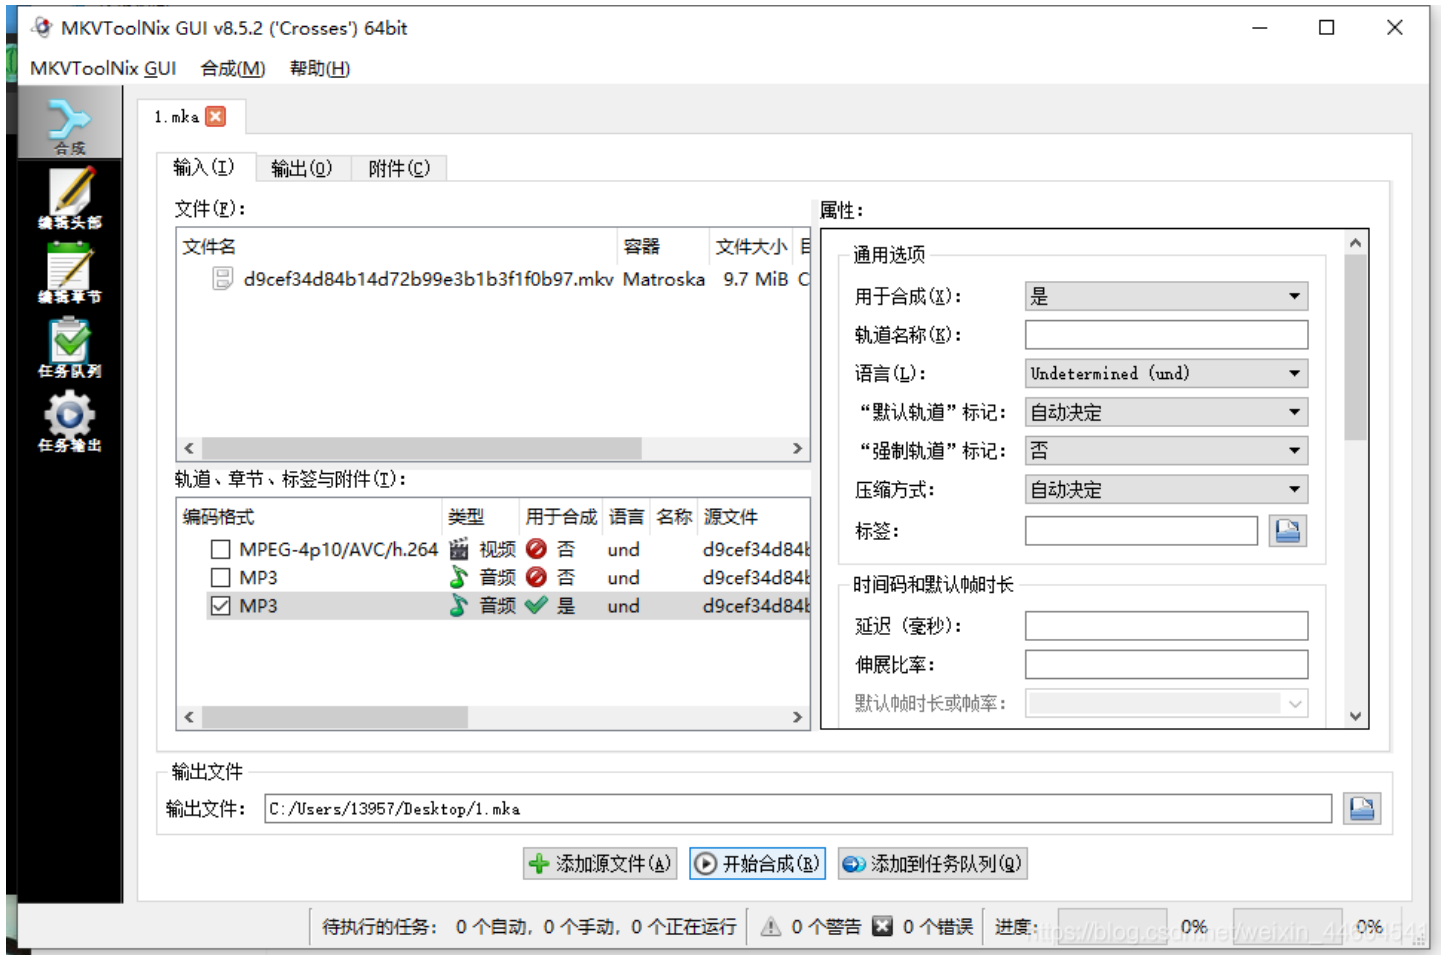 MKVToolNix GUI v8.5.2 ('Crosses') 64bit
MKVToolNix GUI 合成(M) 帮助(H)
合成
编辑头部
编辑章节
任务队列
任务输出
1.mka
输入(I) 输出(O) 附件(C)
文件(F):
文件名 容器 文件大小
d9cef34d84b14d72b99e3b1b3f1f0b97.mkv Matroska 9.7 MiB C
轨道、章节、标签与附件(T):
编码格式 类型 用于合成 语言 名称 源文件
MPEG-4p10/AVC/h.264 视频 否 und d9cef34d84b
MP3 音频 否 und d9cef34d84b
MP3 音频 是 und d9cef34d84b
属性:
通用选项
用于合成(X): 是
轨道名称(K):
语言(L): Undetermined (und)
“默认轨道”标记: 自动决定
“强制轨道”标记: 否
压缩方式: 自动决定
标签:
时间码和默认帧时长
延迟 (毫秒):
伸展比率:
默认帧时长或帧率:
输出文件
输出文件: C:/Users/13957/Desktop/1.mka
添加源文件(A) 开始合成(R) 添加到任务队列(Q)
待执行的任务: 0 个自动, 0 个手动, 0 个正在运行 0 个警告 0 个错误 进度: 0% 0%